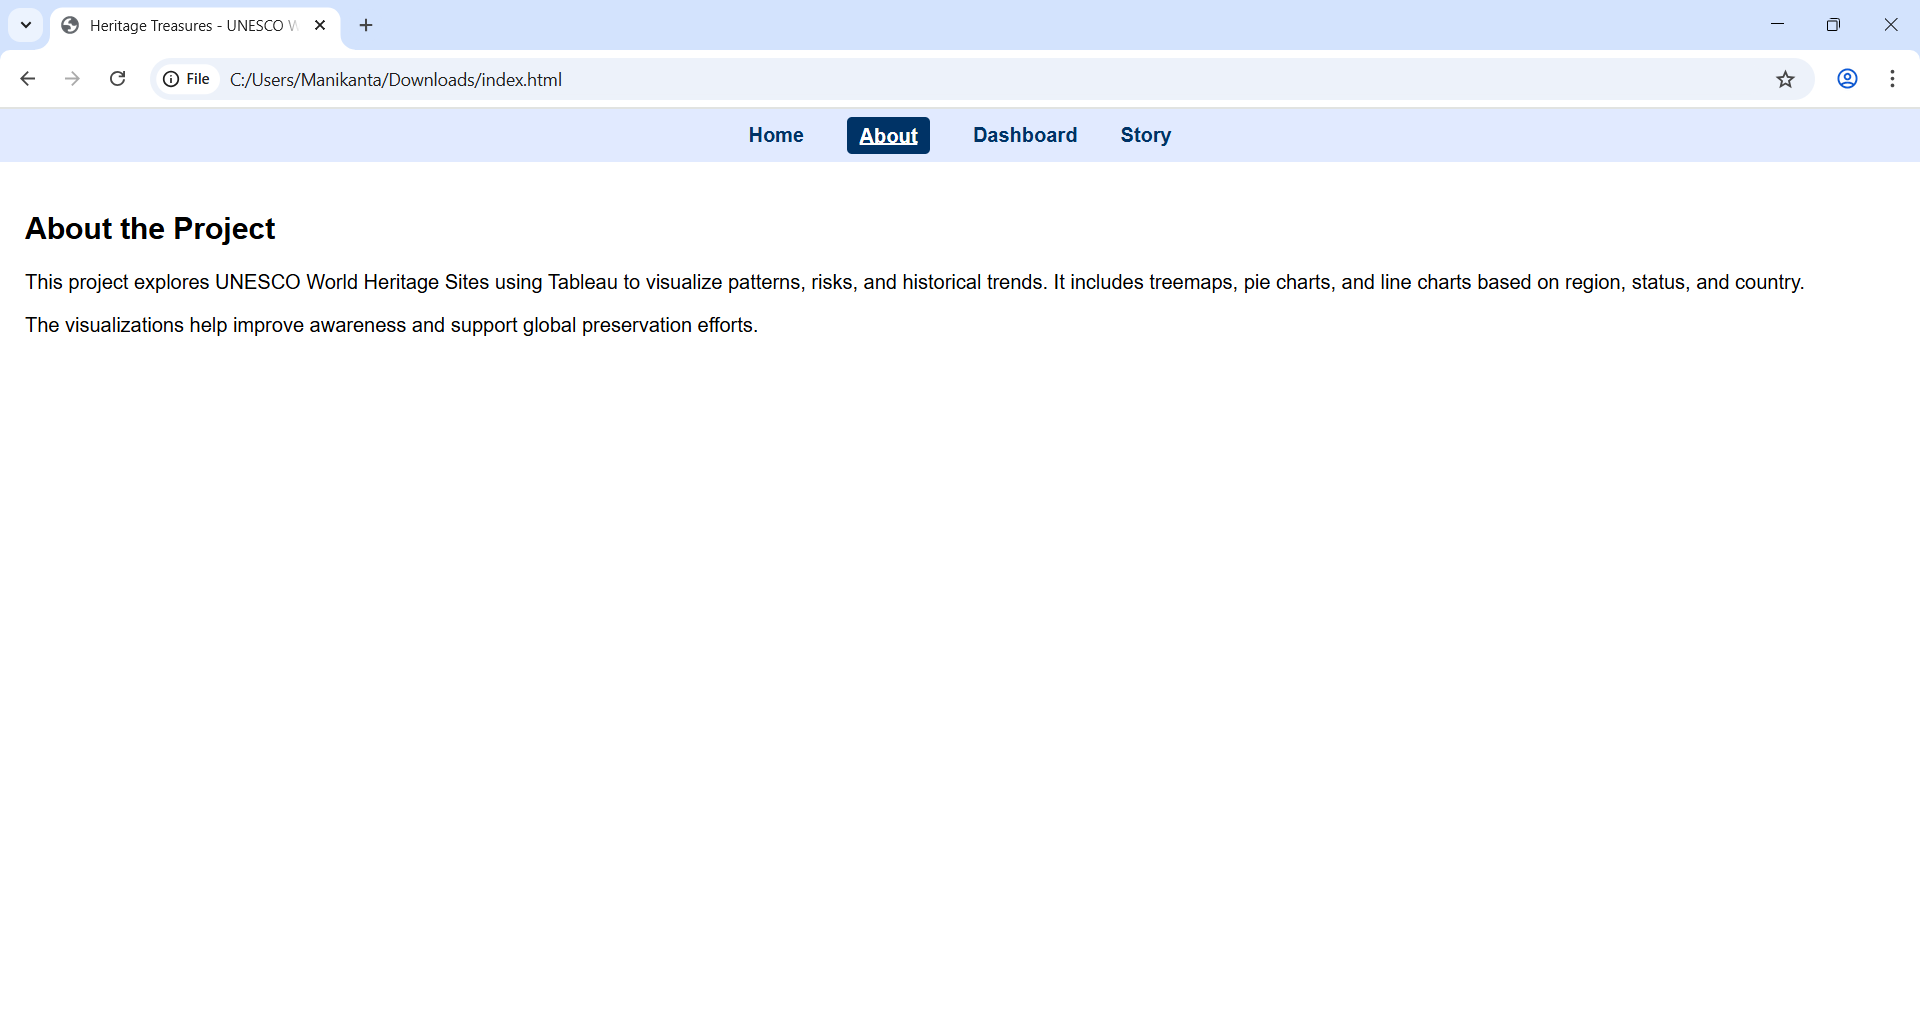 Heritage Treasures - UNESCO
File
C:/Users/Manikanta/Downloads/index.html
Home About Dashboard Story
About the Project
This project explores UNESCO World Heritage Sites using Tableau to visualize patterns, risks, and historical trends. It includes treemaps, pie charts, and line charts based on region, status, and country.
The visualizations help improve awareness and support global preservation efforts.